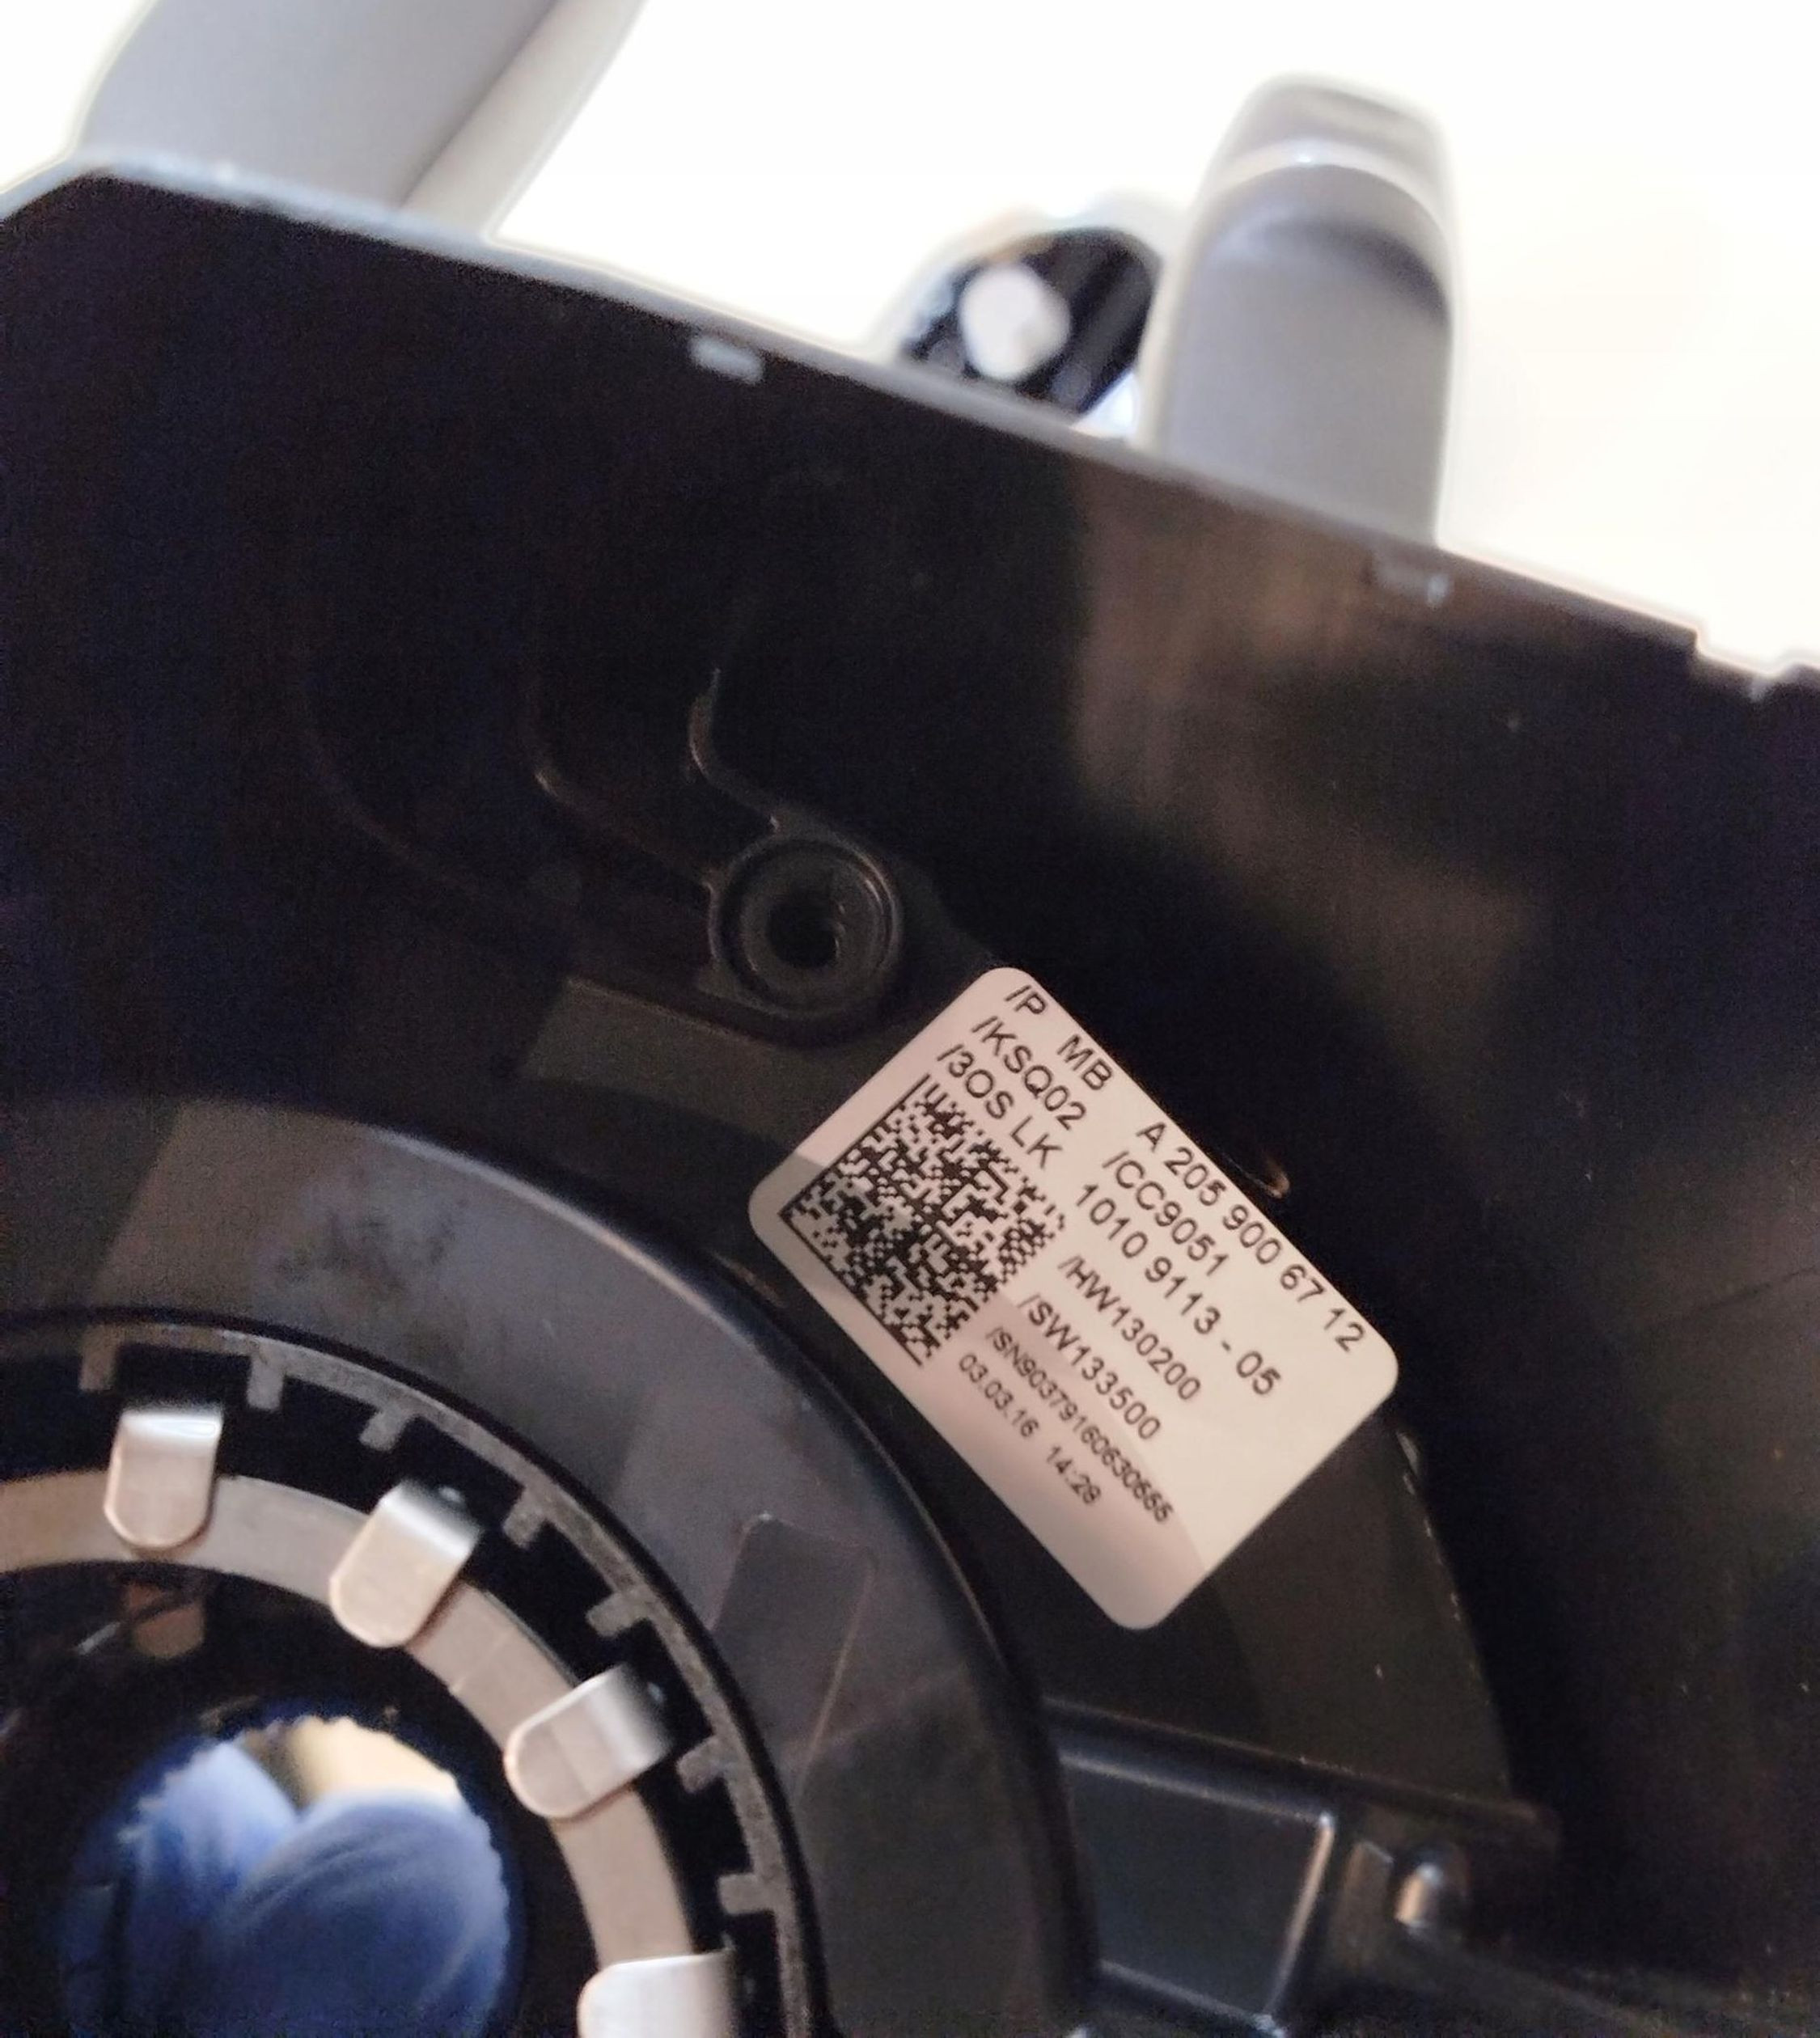 /P MB A 205 900 67 12
/KSQ02 /CC9051
/3OS LK 1010 9113 - 05
/HW130200
/SW133500
03.03.16 14:28